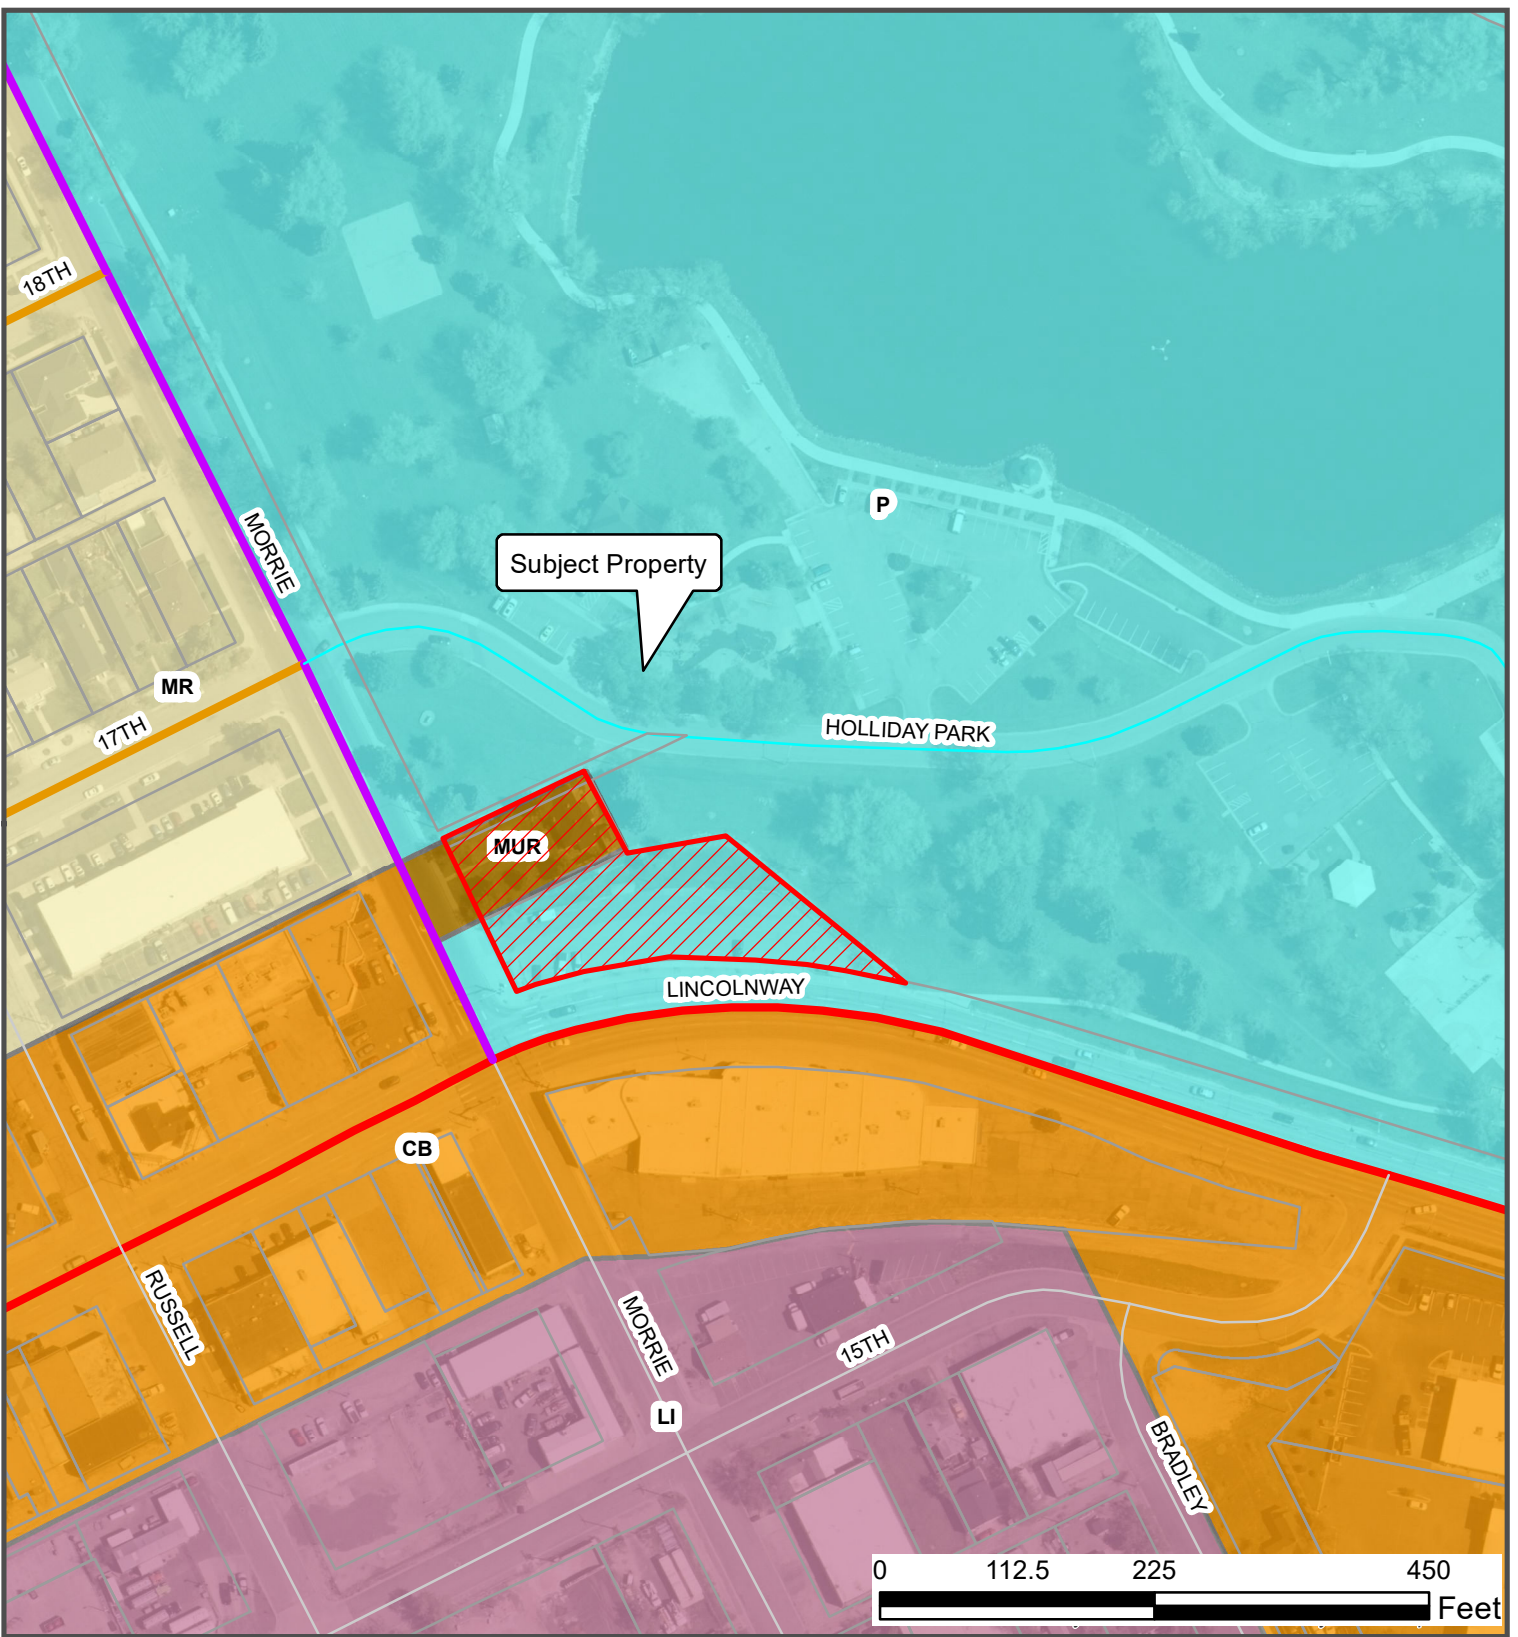 18TH
MORRIE
P
Subject Property
MR
17TH
HOLLIDAY PARK
MUR
LINCOLNWAY
CB
RUSSELL
MORRIE
15TH
LI
BRADLEY
0 112.5 225 450
Feet